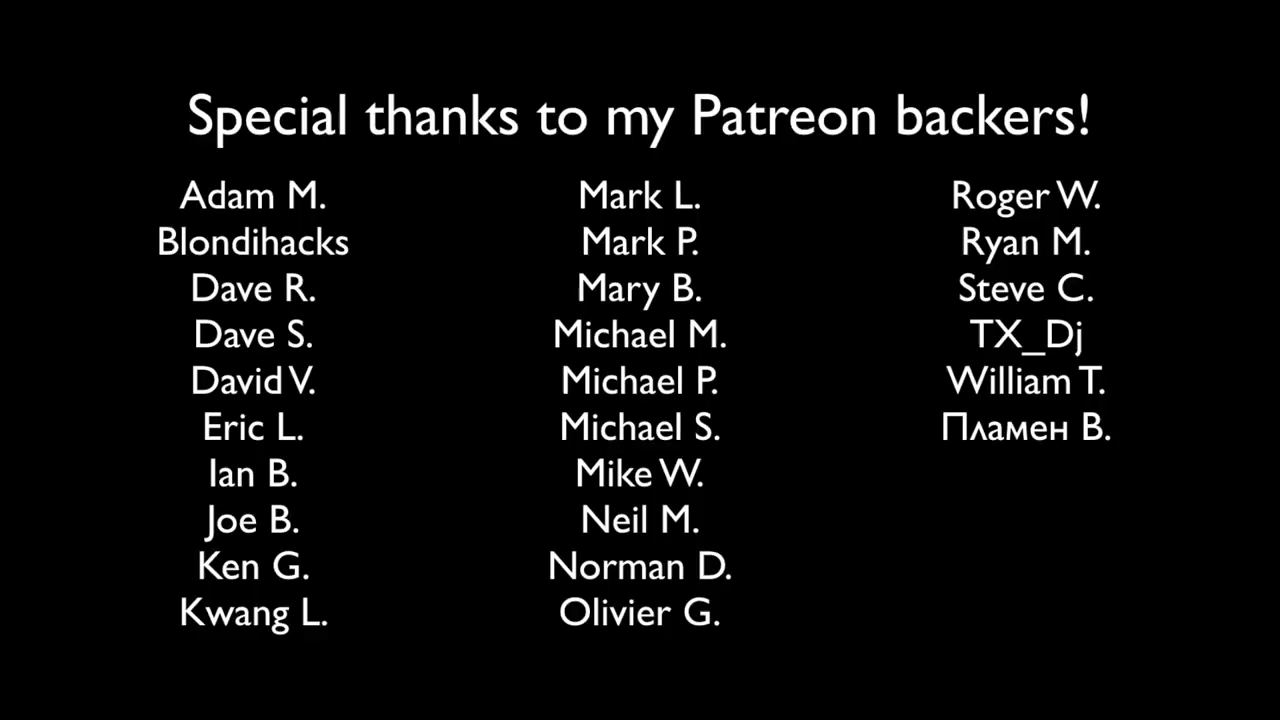 Special thanks to my Patreon backers!
Adam M.
Blondihacks
Dave R.
Dave S.
David V.
Eric L.
Ian B.
Joe B.
Ken G.
Kwang L.
Mark L.
Mark P.
Mary B.
Michael M.
Michael P.
Michael S.
Mike W.
Neil M.
Norman D.
Olivier G.
Roger W.
Ryan M.
Steve C.
TX_Dj
William T.
Пламен В.